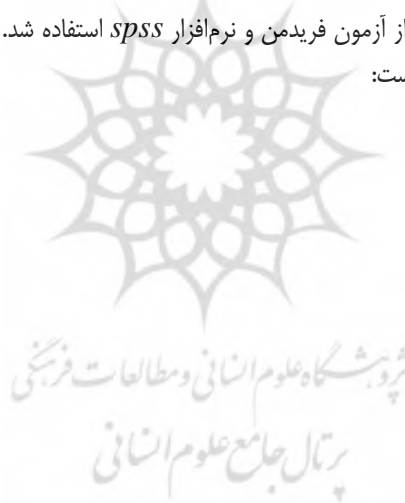 از آزمون فریدمن و نرم‌افزار spss استفاده شد.
ست:
پژوهشگاه علوم انسانی و مطالعات فرهنگی
پرتال جامع علوم انسانی